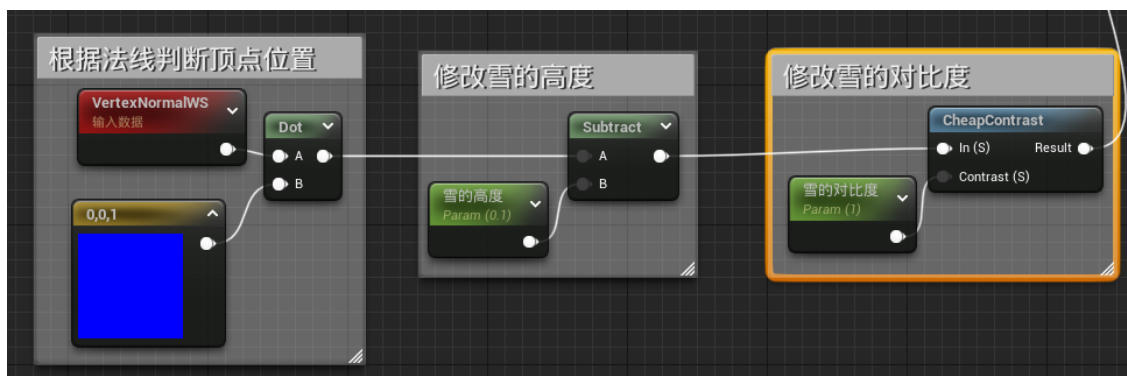 根据法线判断顶点位置
VertexNormalWS
输入数据
Dot
A
B
0,0,1
修改雪的高度
Subtract
A
B
雪的高度
Param (0.1)
修改雪的对比度
CheapContrast
In (S) Result
Contrast (S)
雪的对比度
Param (1)